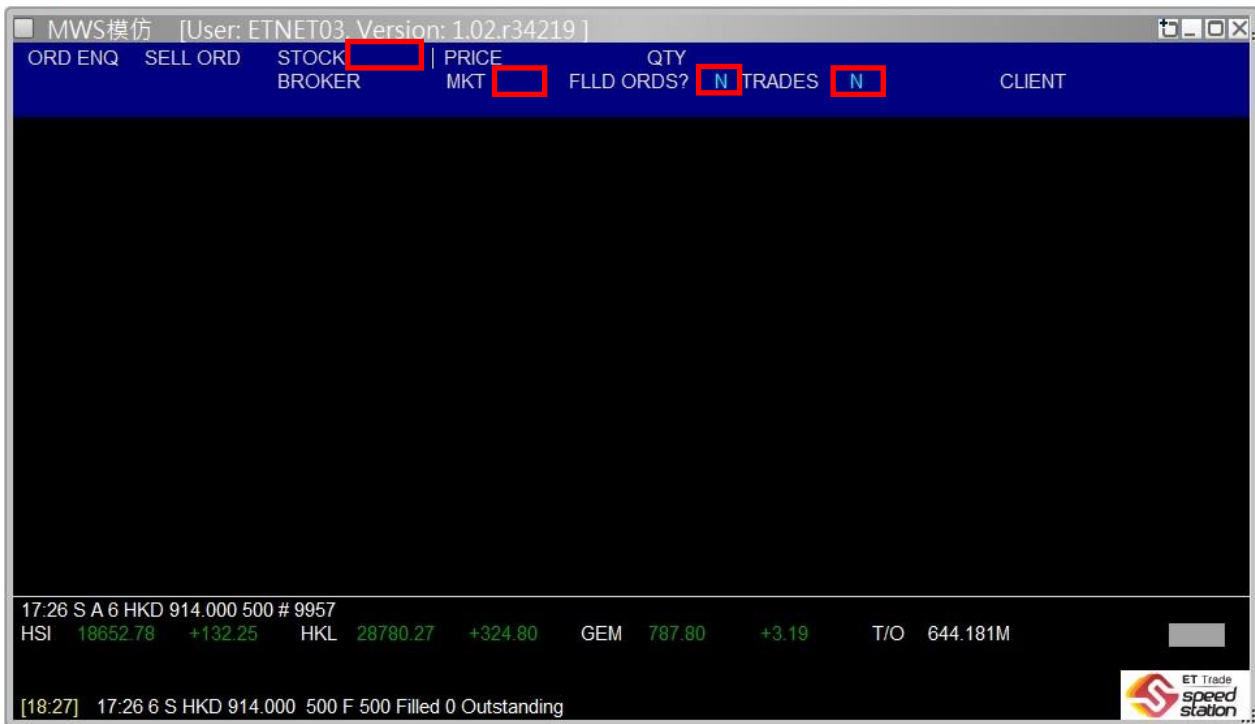 MWS模仿 [User: ETNET03, Version: 1.02.r34219 ]
ORD ENQ SELL ORD STOCK PRICE QTY
BROKER MKT FLLD ORDS? N TRADES N CLIENT
17:26 S A 6 HKD 914.000 500 # 9957
HSI 18652.78 +132.25 HKL 28780.27 +324.80 GEM 787.80 +3.19 T/O 644.181M
[18:27] 17:26 6 S HKD 914.000 500 F 500 Filled 0 Outstanding
ET Trade
speed
station